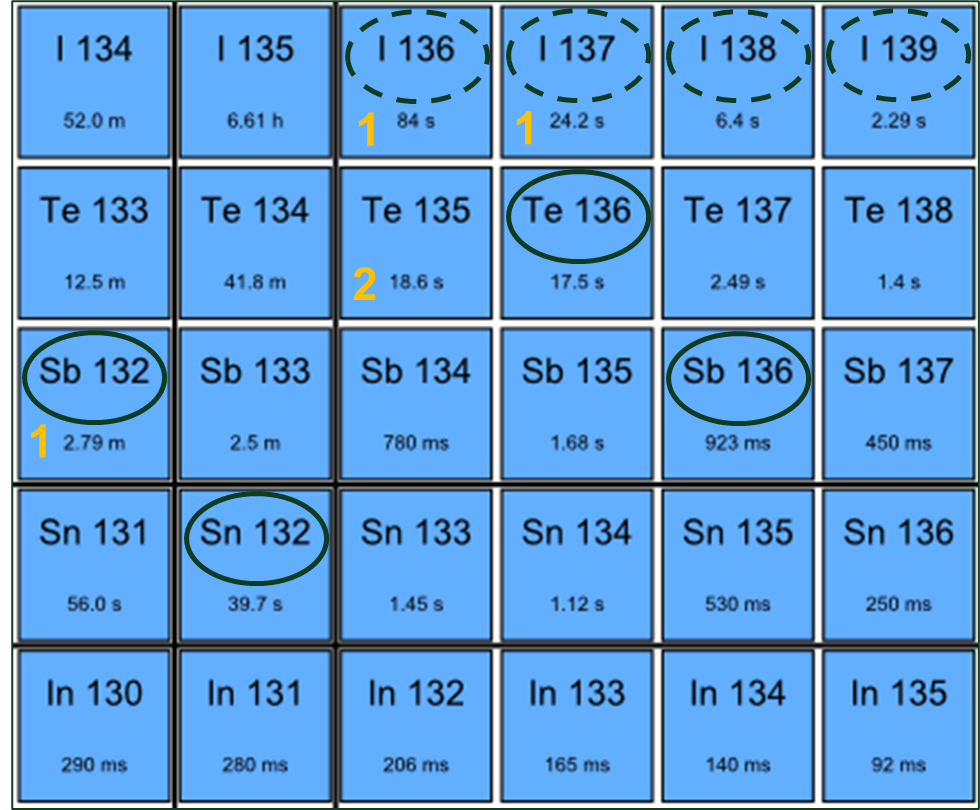 I 134 I 135 I 136 I 137 I 138 I 139
52.0 m 6.61 h 1 84 s 1 24.2 s 6.4 s 2.29 s
Te 133 Te 134 Te 135 Te 136 Te 137 Te 138
12.5 m 41.8 m 2 18.6 s 17.5 s 2.49 s 1.4 s
Sb 132 Sb 133 Sb 134 Sb 135 Sb 136 Sb 137
1 2.79 m 2.5 m 780 ms 1.68 s 923 ms 450 ms
Sn 131 Sn 132 Sn 133 Sn 134 Sn 135 Sn 136
56.0 s 39.7 s 1.45 s 1.12 s 530 ms 250 ms
In 130 In 131 In 132 In 133 In 134 In 135
290 ms 280 ms 206 ms 165 ms 140 ms 92 ms